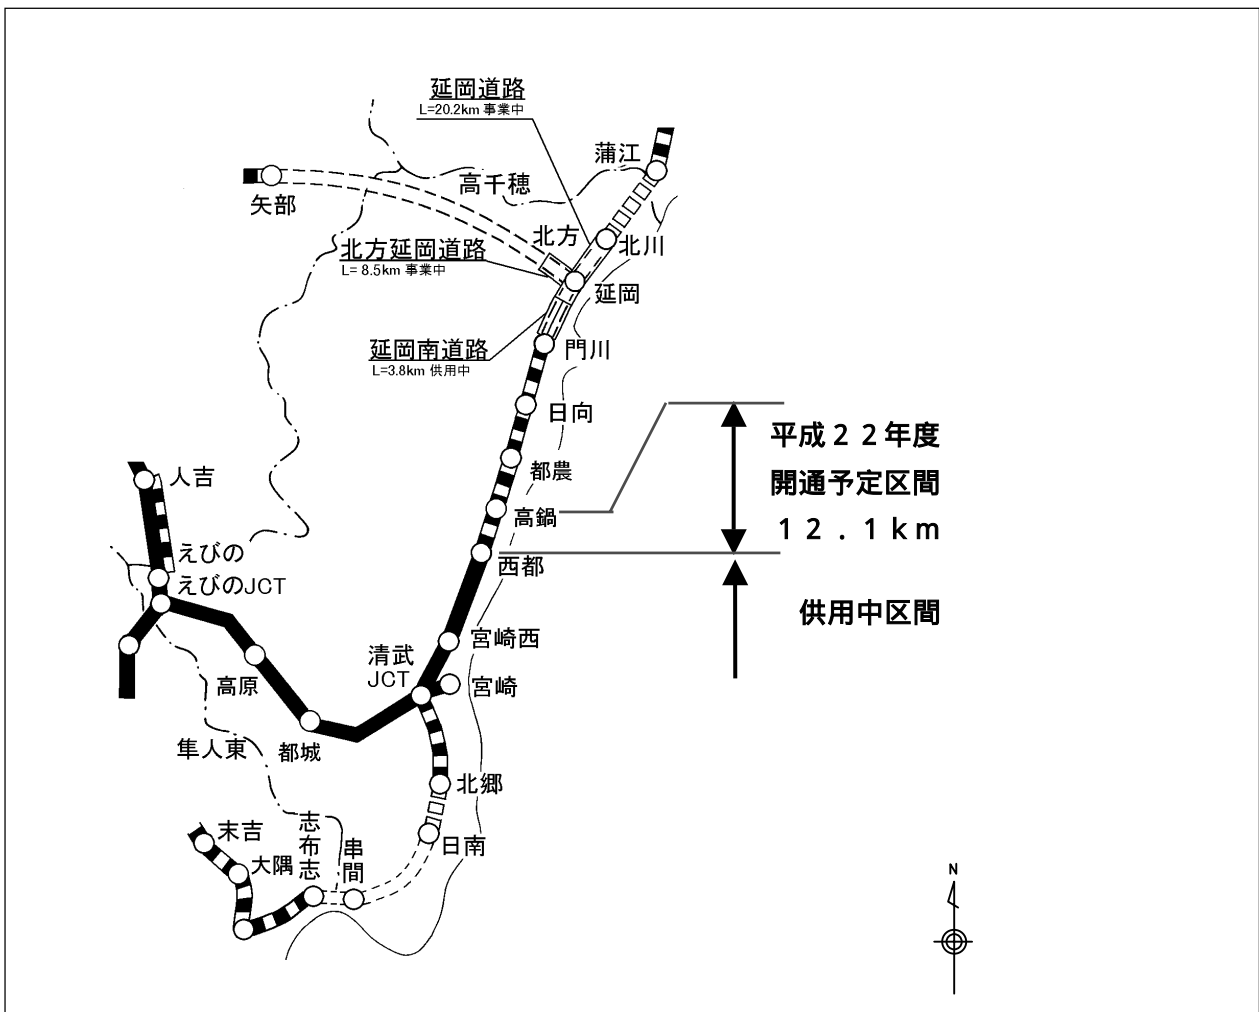 延岡道路
L=20.2km 事業中
蒲江
高千穂
矢部
北方
北川
北方延岡道路
L= 8.5km 事業中
延岡
延岡南道路
L=3.8km 供用中
門川
日向
平成２２年度
開通予定区間
１２．１ｋｍ
都農
高鍋
人吉
えびの
西都
えびのJCT
供用中区間
宮崎西
清武
JCT
宮崎
高原
隼人東
都城
北郷
志布志
末吉
串間
日南
大隅
N